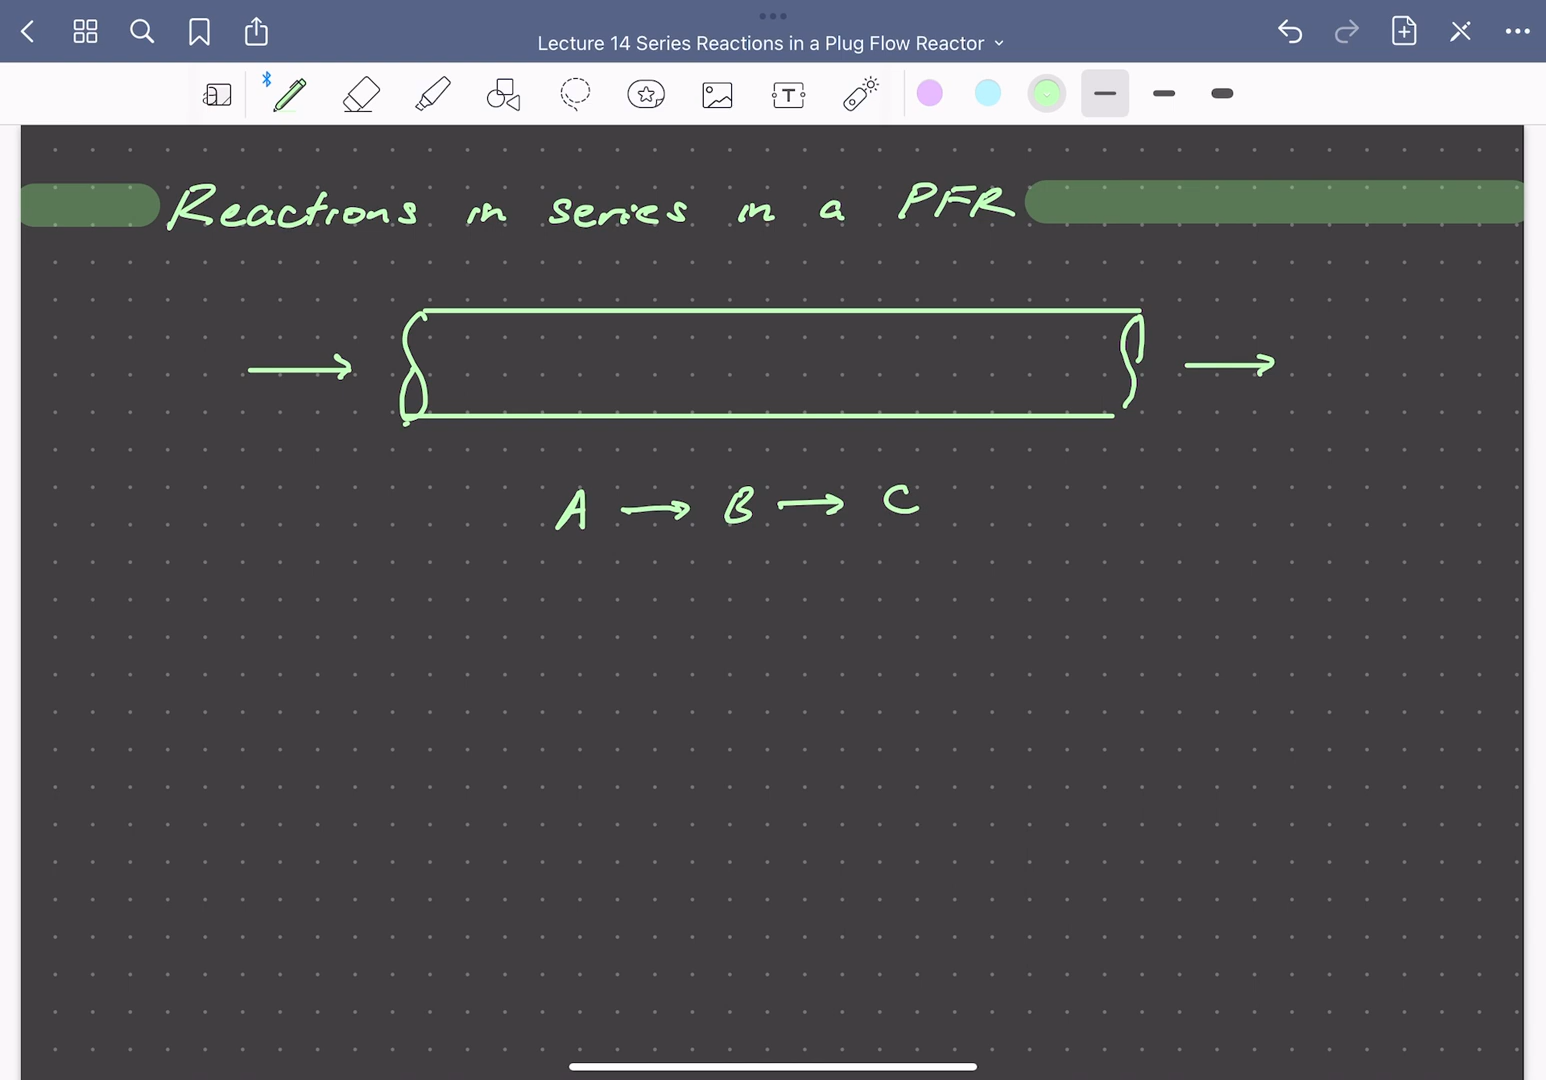 Lecture 14 Series Reactions in a Plug Flow Reactor
T
Reactions in series in a PFR
A → B → C